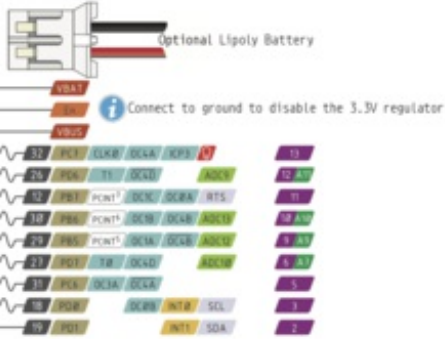 Optional Lipoly Battery
VBAT
En
Connect to ground to disable the 3.3V regulator
VBUS
32 PC7 CLK0 OC4A ICP3 13
26 PD6 T1 OC4D ADC9 12 A11
12 PB7 PCINT7 OC1C OC0A RTS 11
30 PB6 PCINT6 OC1B OC4B ADC13 10 A10
29 PB5 PCINT5 OC1A OC4B ADC12 9 A9
27 PD7 T0 OC4D ADC10 6 A7
31 PC6 OC3A OC4A 5
18 PD0 OC0B INT0 SCL 3
19 PD1 INT1 SDA 2